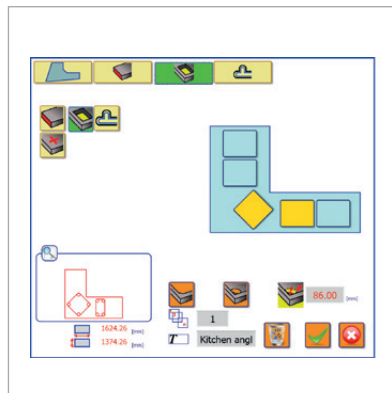 86.00 [mm]
1624.26 [mm]
1
1374.26 [mm]
T
Kitchen angl